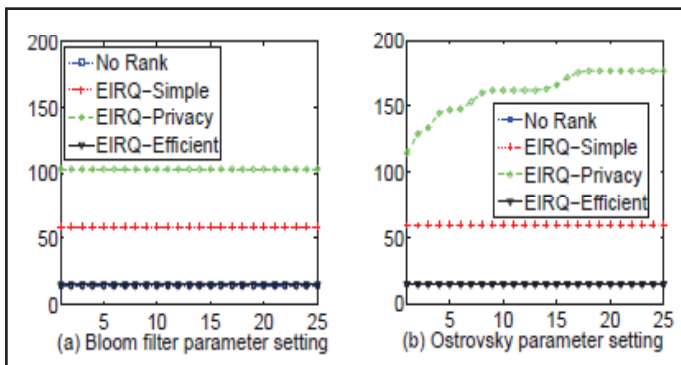 200
150
100
50
0
No Rank
EIRQ-Simple
EIRQ-Privacy
EIRQ-Efficient
5 10 15 20 25
(a) Bloom filter parameter setting
200
150
100
50
0
No Rank
EIRQ-Simple
EIRQ-Privacy
EIRQ-Efficient
5 10 15 20 25
(b) Ostrovsky parameter setting